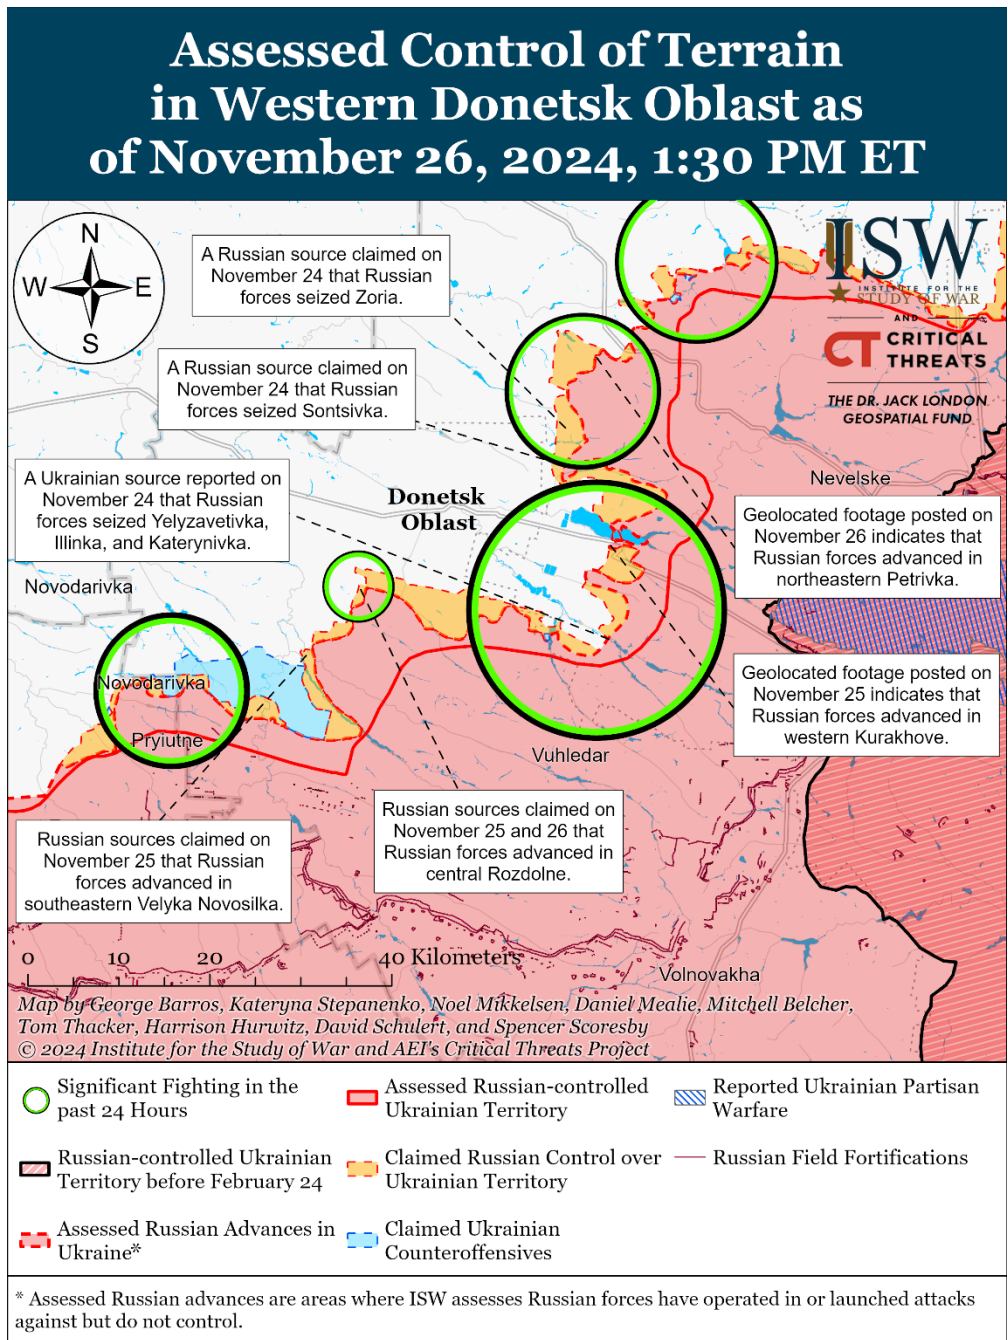 Assessed Control of Terrain
in Western Donetsk Oblast as
of November 26, 2024, 1:30 PM ET
N
W
E
S
A Russian source claimed on
November 24 that Russian
forces seized Zoria.
ISW
INSTITUTE FOR THE
STUDY OF WAR
AND
CT CRITICAL
THREATS
THE DR. JACK LONDON
GEOSPATIAL FUND
A Russian source claimed on
November 24 that Russian
forces seized Sontsivka.
A Ukrainian source reported on
November 24 that Russian
forces seized Yelyzavetivka,
Illinka, and Katerynivka.
Donetsk
Oblast
Nevelske
Geolocated footage posted on
November 26 indicates that
Russian forces advanced in
northeastern Petrivka.
Novodarivka
Novodarivka
Pryiutne
Geolocated footage posted on
November 25 indicates that
Russian forces advanced in
western Kurakhove.
Vuhledar
Russian sources claimed on
November 25 that Russian
forces advanced in
southeastern Velyka Novosilka.
Russian sources claimed on
November 25 and 26 that
Russian forces advanced in
central Rozdolne.
0 10 20 40 Kilometers
Volnovakha
Map by George Barros, Kateryna Stepanenko, Noel Mikkelsen, Daniel Mealie, Mitchell Belcher,
Tom Thacker, Harrison Hurwitz, David Schulert, and Spencer Scoresby
© 2024 Institute for the Study of War and AEI's Critical Threats Project
Significant Fighting in the
past 24 Hours
Assessed Russian-controlled
Ukrainian Territory
Reported Ukrainian Partisan
Warfare
Russian-controlled Ukrainian
Territory before February 24
Claimed Russian Control over
Ukrainian Territory
Russian Field Fortifications
Assessed Russian Advances in
Ukraine*
Claimed Ukrainian
Counteroffensives
* Assessed Russian advances are areas where ISW assesses Russian forces have operated in or launched attacks
against but do not control.